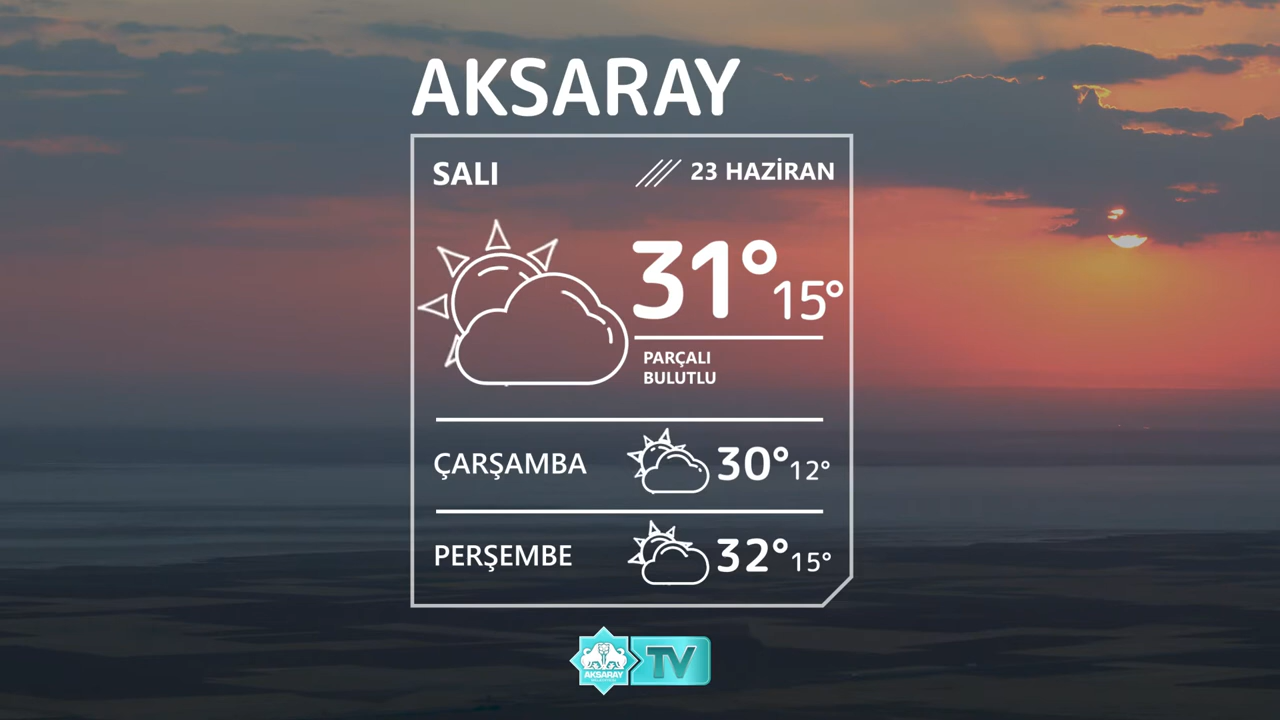 AKSARAY
SALI
23 HAZİRAN
31° 15°
PARÇALI
BULUTLU
ÇARŞAMBA 30° 12°
PERŞEMBE 32° 15°
AKSARAY
TV